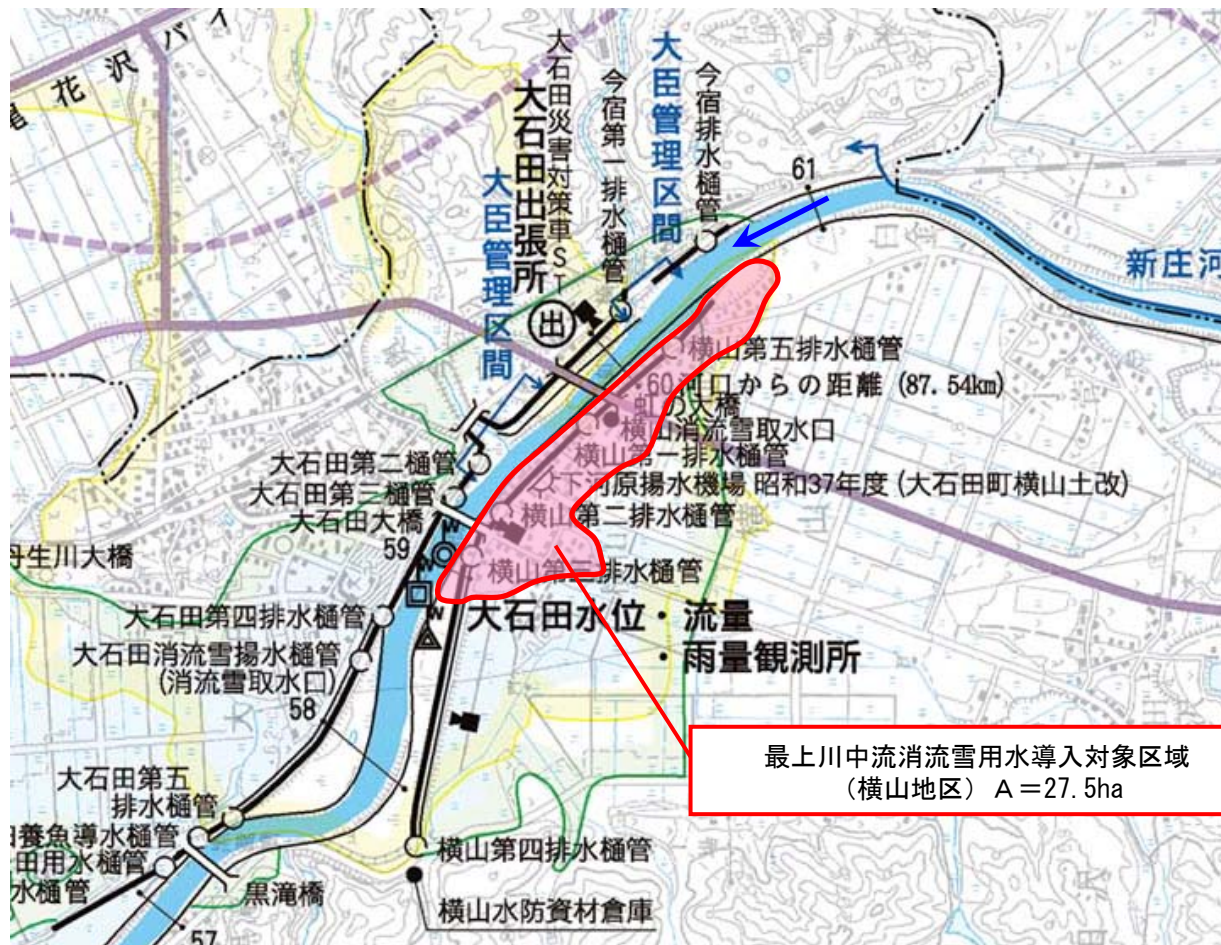 尾花沢バイ
大石田災害対策車ST
大石田出張所
大臣管理区間
今宿第一排水樋管
大臣管理区間
今宿排水樋管
61
新庄河
出
横山第五排水樋管
60 河口からの距離 (87.54km)
虹の大橋
横山消流雪取水口
横山第一排水樋管
下河原揚水機場 昭和37年度 (大石田町横山土改)
横山第二排水樋管
横山第三排水樋管
大石田第二樋管
大石田第三樋管
大石田大橋
59
丹生川大橋
W
W
W
大石田水位・流量
・雨量観測所
大石田第四排水樋管
大石田消流雪揚水樋管
(消流雪取水口)
58
最上川中流消流雪用水導入対象区域
(横山地区) A=27.5ha
大石田第五
排水樋管
養魚導水樋管
田用水樋管
水樋管
黒滝橋
横山第四排水樋管
横山水防資材倉庫
57